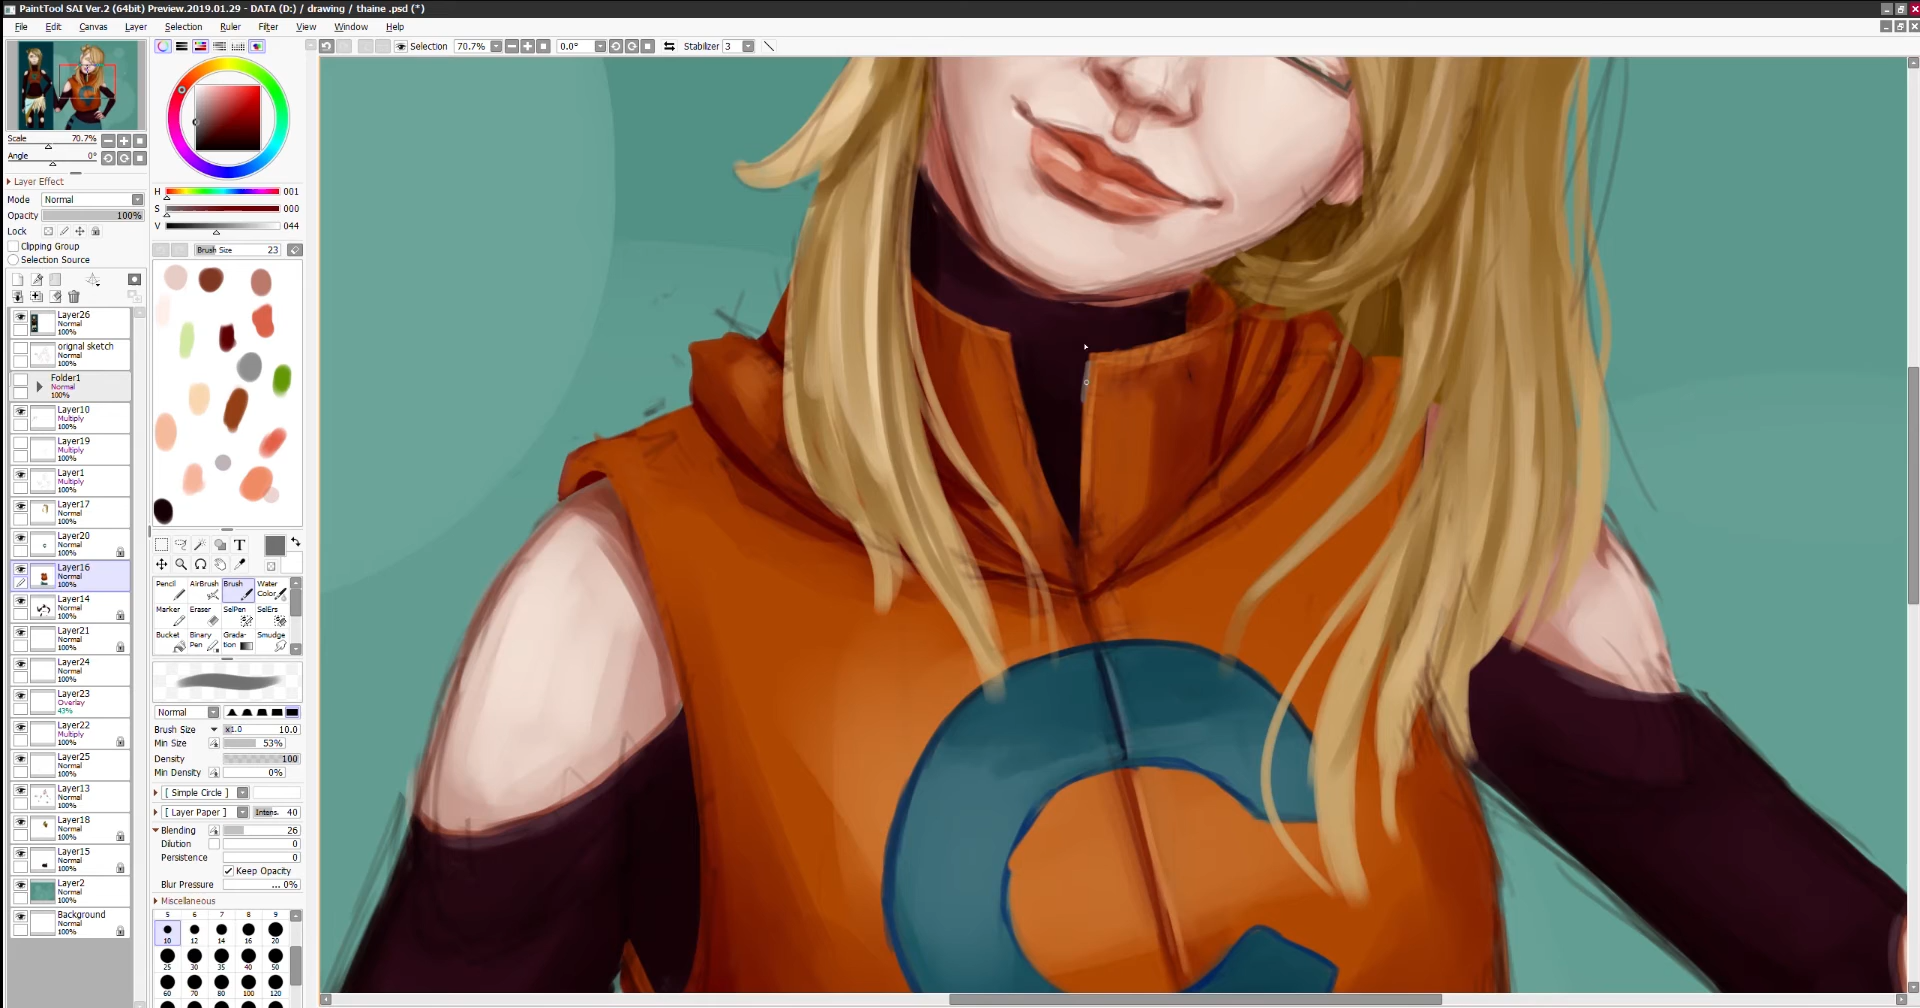 PaintTool SAI Ver.2 (64bit) Preview.2019.01.29 - DATA (D:) / drawing / thaine .psd (*)
File Edit Canvas Layer Selection Ruler Filter View Window Help
Selection 70.7% 0.0° Stabilizer 3
Scale 70.7%
Angle 0°
Layer Effect
Mode Normal
Opacity 100%
Lock
Clipping Group
Selection Source
Layer26
Normal
100%
orignal sketch
Normal
100%
Folder1
Normal
100%
Layer10
Multiply
100%
Layer19
Multiply
100%
Layer1
Multiply
100%
Layer17
Normal
100%
Layer20
Normal
100%
Layer16
Normal
100%
Layer14
Normal
100%
Layer21
Normal
100%
Layer24
Normal
100%
Layer23
Overlay
43%
Layer22
Multiply
100%
Layer25
Normal
100%
Layer13
Normal
100%
Layer18
Normal
100%
Layer15
Normal
100%
Layer2
Normal
100%
Background
Normal
100%
H 001
S 000
V 044
Brush Size 23
T
Pencil AirBrush Brush Water Color
Marker Eraser SelPen SelErs
Bucket Binary Pen Grada-tion Smudge
Normal
Brush Size x1.0 10.0
Min Size 53%
Density 100
Min Density 0%
[ Simple Circle ]
[ Layer Paper ] Intens. 40
Blending 26
Dilution 0
Persistence 0
Keep Opacity
Blur Pressure ... 0%
Miscellaneous
5 6 7 8 9
10 12 14 16 20
25 30 35 40 50
60 70 80 100 120
C